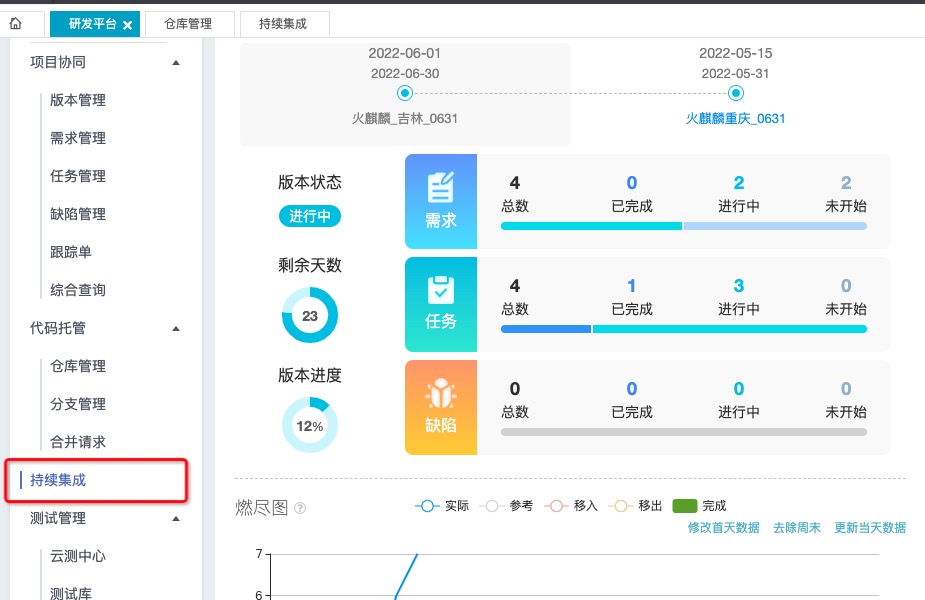 研发平台
仓库管理
持续集成
项目协同
版本管理
需求管理
任务管理
缺陷管理
跟踪单
综合查询
代码托管
仓库管理
分支管理
合并请求
持续集成
测试管理
云测中心
测试库
2022-06-01
2022-06-30
火麒麟_吉林_0631
2022-05-15
2022-05-31
火麒麟重庆_0631
版本状态
进行中
剩余天数
23
版本进度
12%
需求
4 0 2 2
总数 已完成 进行中 未开始
任务
4 1 3 0
总数 已完成 进行中 未开始
缺陷
0 0 0 0
总数 已完成 进行中 未开始
燃尽图 ?
实际 参考 移入 移出 完成
修改首天数据 去除周末 更新当天数据
7
6